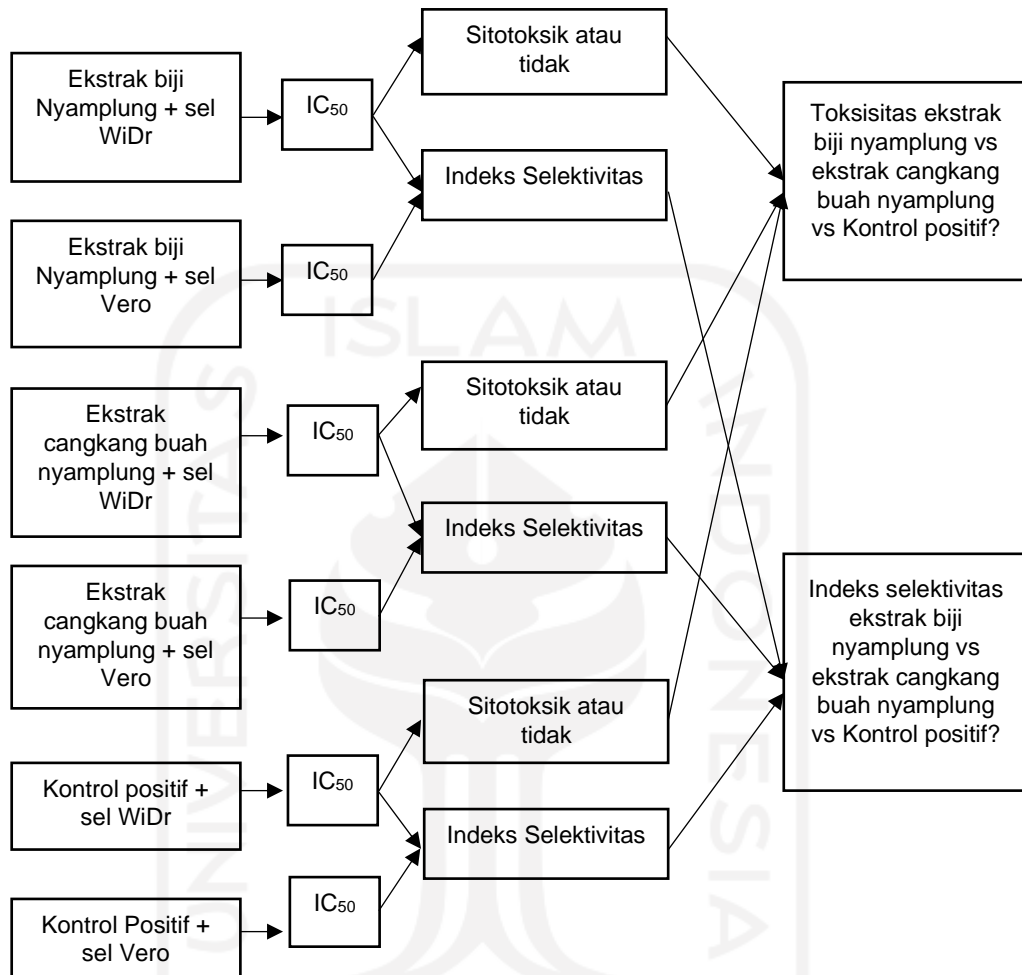 Ekstrak biji
Nyamplung + sel
WiDr
IC50
Sitotoksik atau
tidak
Indeks Selektivitas
Ekstrak biji
Nyamplung + sel
Vero
IC50
Toksisitas ekstrak
biji nyamplung vs
ekstrak cangkang
buah nyamplung
vs Kontrol positif?
Ekstrak
cangkang buah
nyamplung + sel
WiDr
IC50
Sitotoksik atau
tidak
Indeks Selektivitas
Ekstrak
cangkang buah
nyamplung + sel
Vero
IC50
Indeks selektivitas
ekstrak biji
nyamplung vs
ekstrak cangkang
buah nyamplung
vs Kontrol positif?
Kontrol positif +
sel WiDr
IC50
Sitotoksik atau
tidak
Indeks Selektivitas
Kontrol Positif +
sel Vero
IC50
UNIVERSITAS
ISLAM
INDONESIA